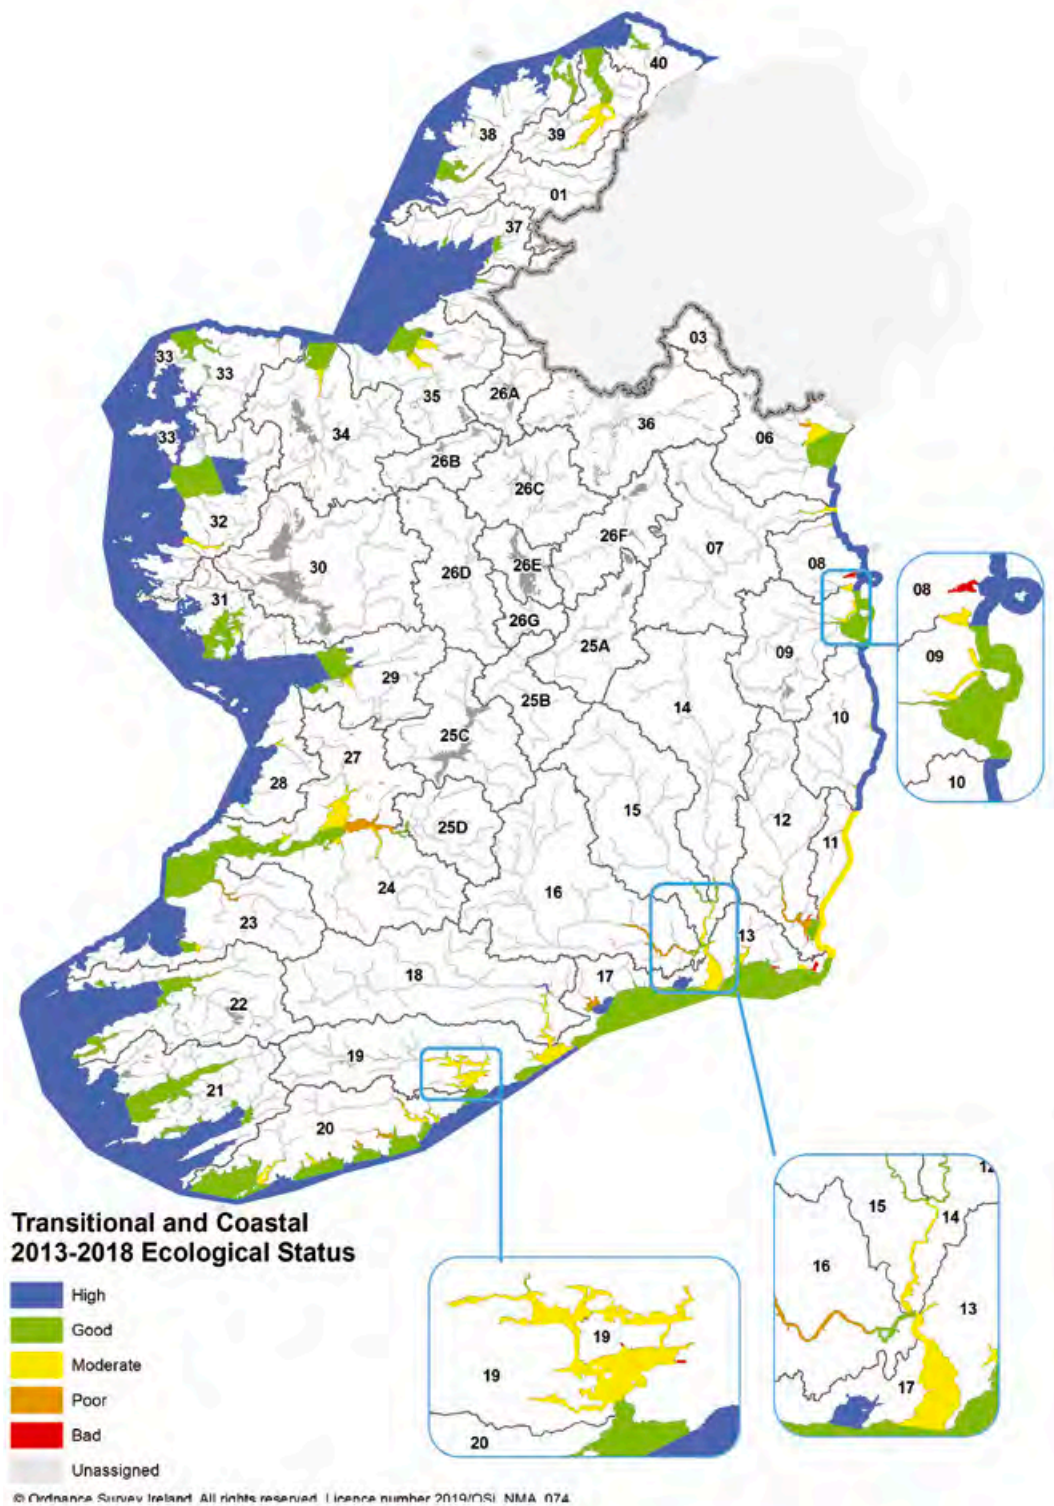 40
38
39
01
37
03
33
33
26A
35
36
34
33
06
26B
26C
32
26F
07
30
26E
08
26D
31
08
26G
25A
09
09
29
25B
14
10
25C
27
10
28
15
12
25D
11
24
16
23
13
18
17
22
19
21
20
12
15
14
16
13
17
19
19
20
Transitional and Coastal
2013-2018 Ecological Status
High
Good
Moderate
Poor
Bad
Unassigned
© Ordnance Survey Ireland. All rights reserved. Licence number 2019/OSi_NMA_074